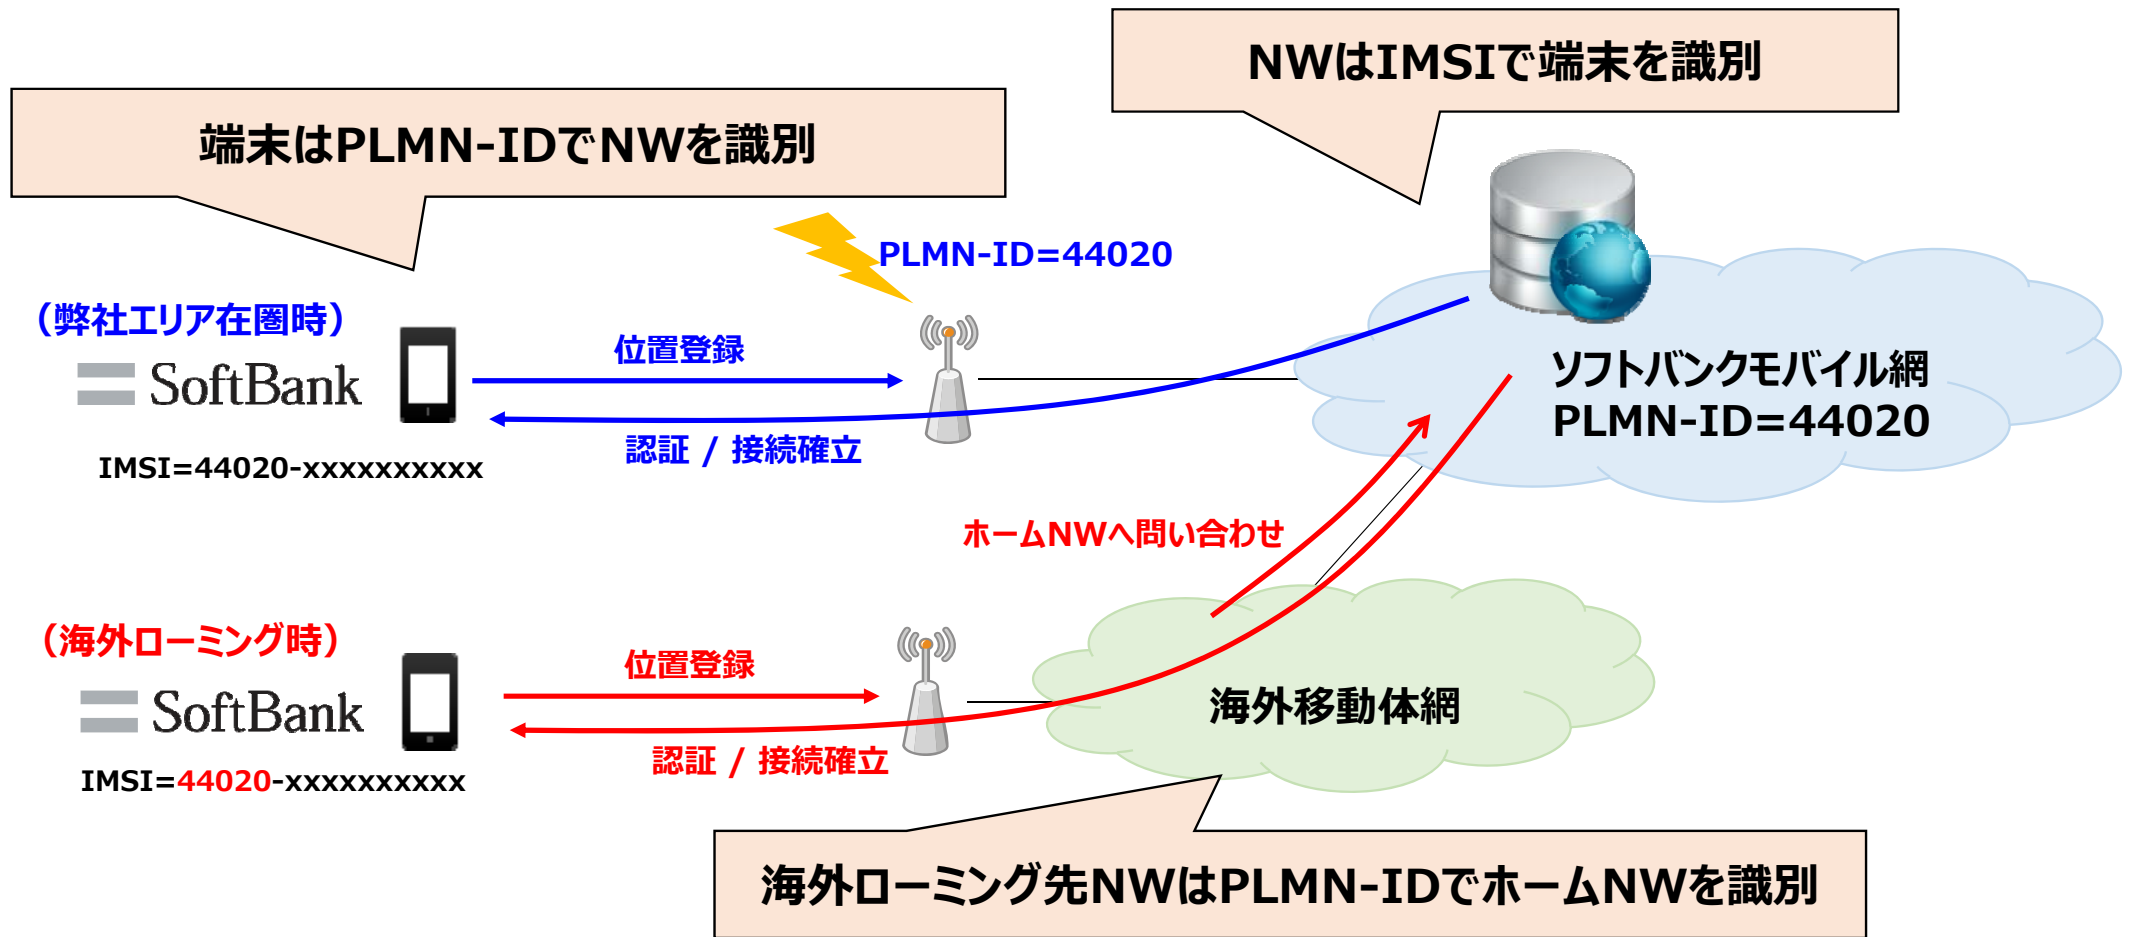 NWはIMSIで端末を識別
端末はPLMN-IDでNWを識別
PLMN-ID=44020
（弊社エリア在圏時）
SoftBank
位置登録
認証 / 接続確立
IMSI=44020-xxxxxxxxxx
ソフトバンクモバイル網
PLMN-ID=44020
ホームNWへ問い合わせ
（海外ローミング時）
SoftBank
位置登録
認証 / 接続確立
IMSI=44020-xxxxxxxxxx
海外移動体網
海外ローミング先NWはPLMN-IDでホームNWを識別